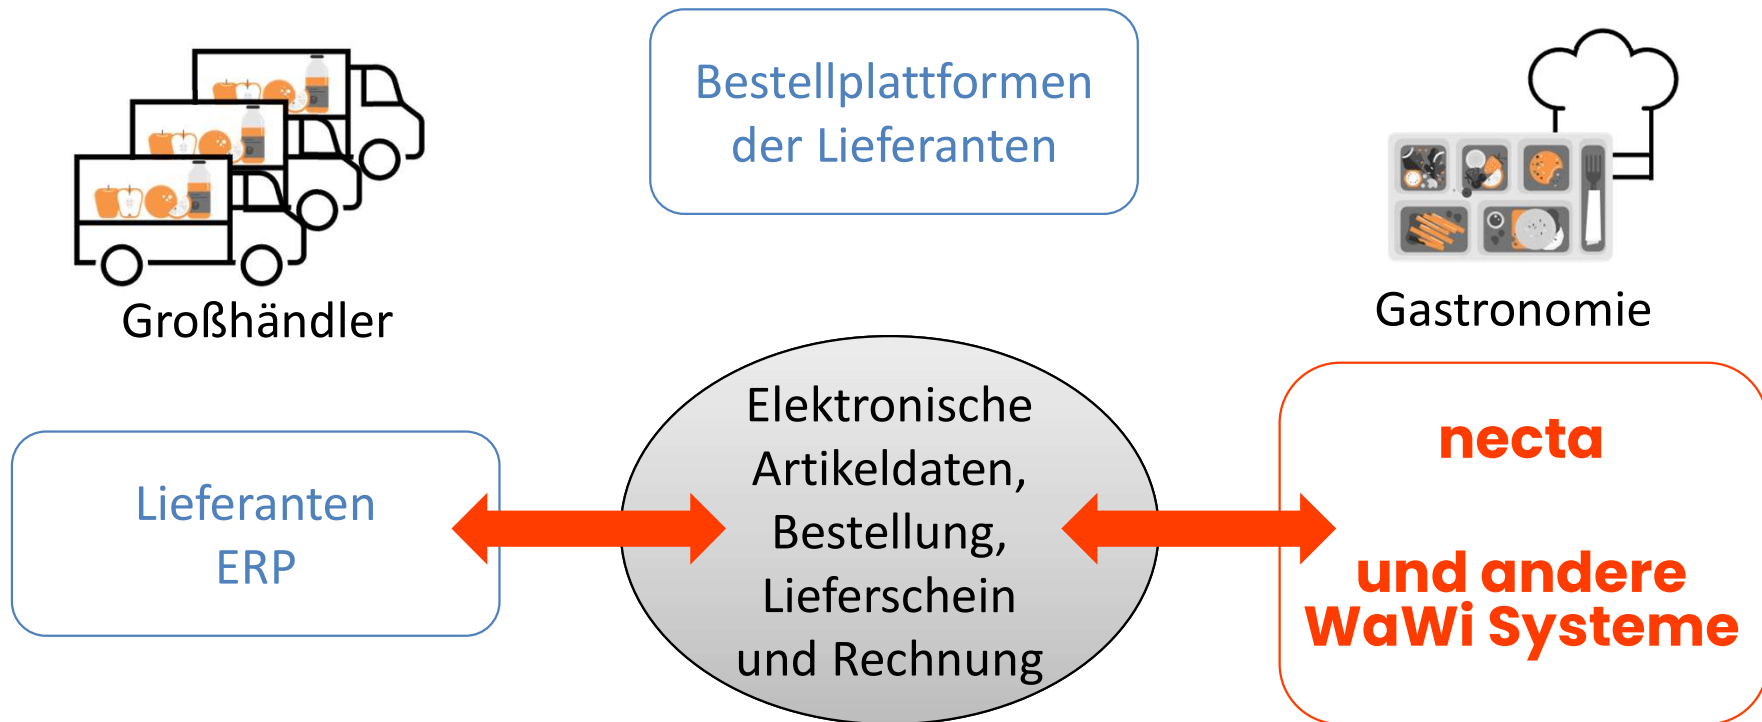 Bestellplattformen
der Lieferanten
Großhändler
Gastronomie
Lieferanten
ERP
Elektronische
Artikeldaten,
Bestellung,
Lieferschein
und Rechnung
necta
und andere
WaWi Systeme